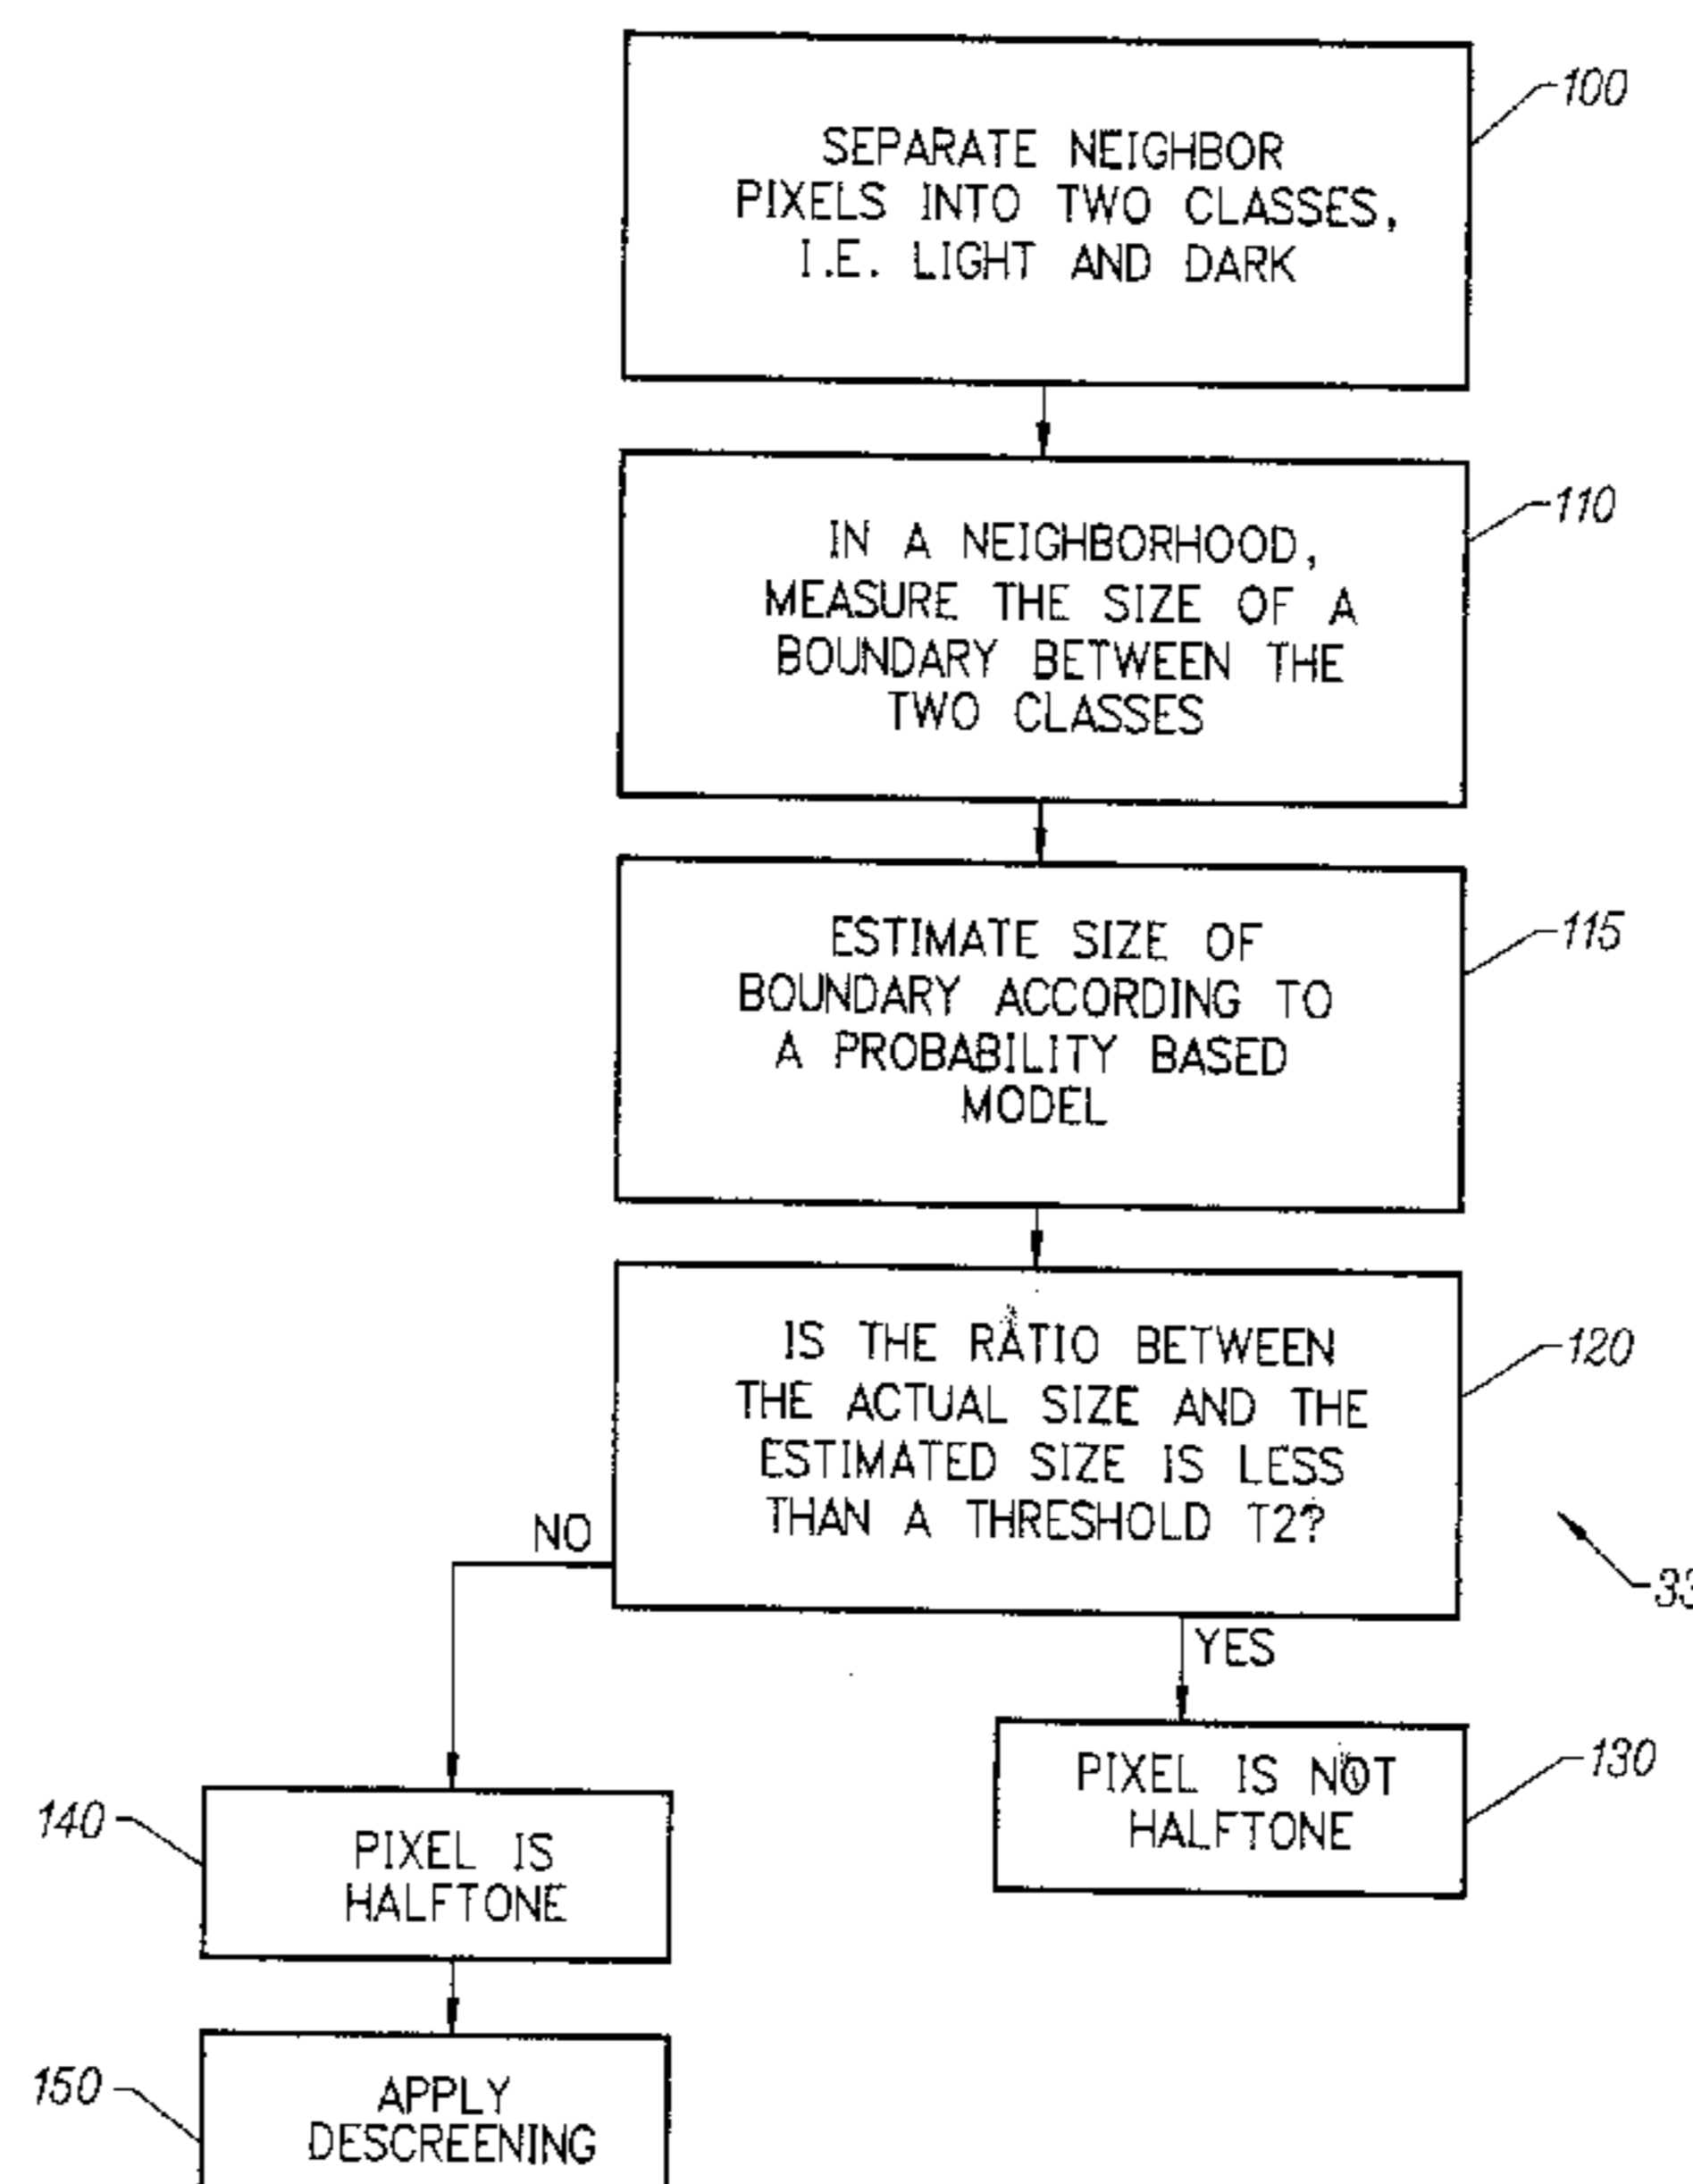 100
SEPARATE NEIGHBOR
PIXELS INTO TWO CLASSES,
I.E. LIGHT AND DARK
110
IN A NEIGHBORHOOD,
MEASURE THE SIZE OF A
BOUNDARY BETWEEN THE
TWO CLASSES
115
ESTIMATE SIZE OF
BOUNDARY ACCORDING TO
A PROBABILITY BASED
MODEL
120
IS THE RATIO BETWEEN
THE ACTUAL SIZE AND THE
ESTIMATED SIZE IS LESS
THAN A THRESHOLD T2?
NO
33
YES
PIXEL IS NOT
HALFTONE
130
140
PIXEL IS
HALFTONE
150
APPLY
DESCREENING